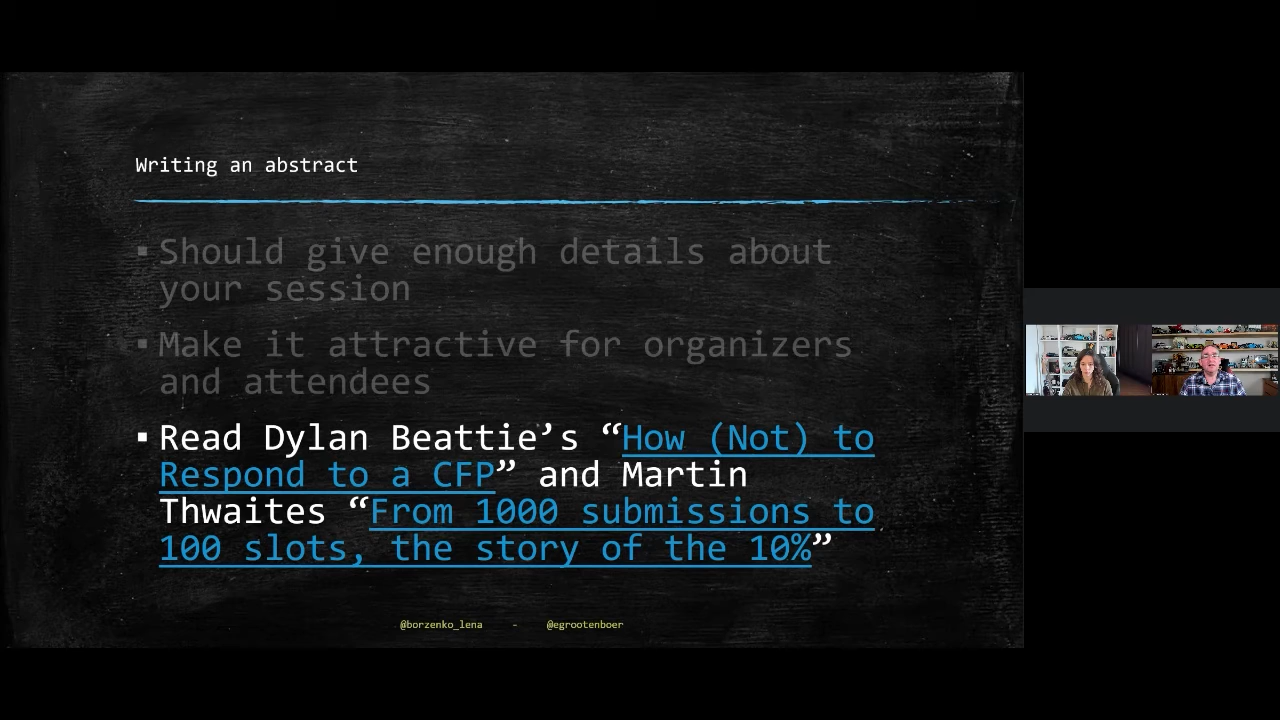 Writing an abstract
▪ Should give enough details about
your session
▪ Make it attractive for organizers
and attendees
▪ Read Dylan Beattie’s “How (Not) to
Respond to a CFP” and Martin
Thwaites “From 1000 submissions to
100 slots, the story of the 10%”
@borzenko_lena - @egrootenboer